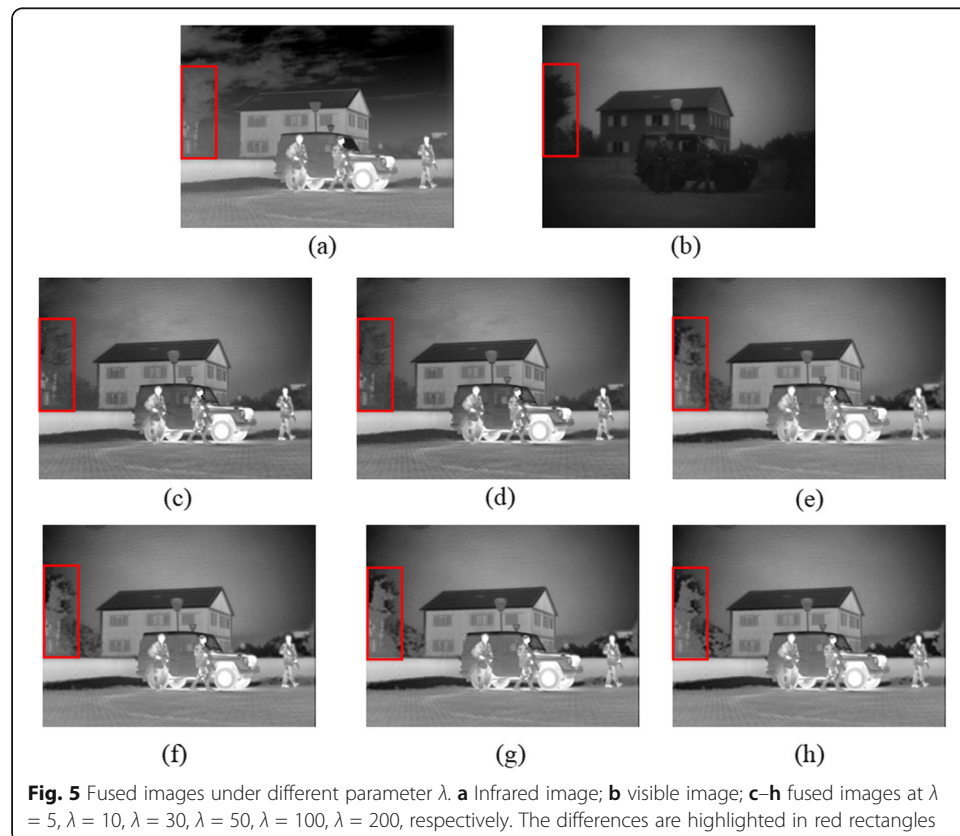 (a)
(b)
(c)
(d)
(e)
(f)
(g)
(h)
Fig. 5 Fused images under different parameter λ. a Infrared image; b visible image; c–h fused images at λ
= 5, λ = 10, λ = 30, λ = 50, λ = 100, λ = 200, respectively. The differences are highlighted in red rectangles